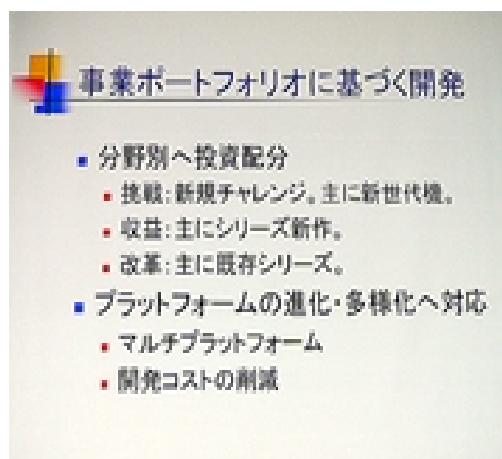 事業ポートフォリオに基づく開発
分野別へ投資配分
挑戦:新規チャレンジ。主に新世代機。
収益:主にシリーズ新作。
改革:主に既存シリーズ。
プラットフォームの進化・多様化へ対応
マルチプラットフォーム
開発コストの削減